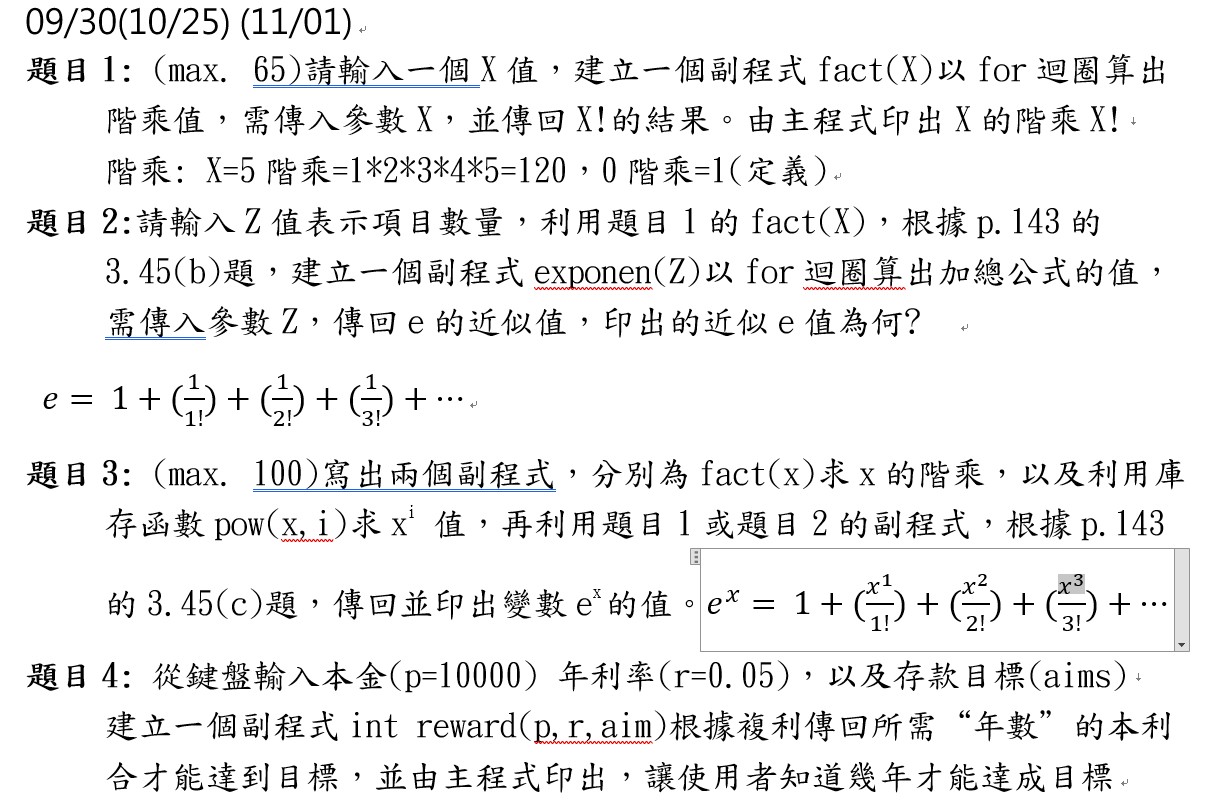 09/30(10/25) (11/01)
題目 1: (max. 65)請輸入一個 X 值，建立一個副程式 fact(X)以 for 迴圈算出
階乘值，需傳入參數 X，並傳回 X!的結果。由主程式印出 X 的階乘 X!
階乘: X=5 階乘=1*2*3*4*5=120，0 階乘=1(定義)
題目 2:請輸入 Z 值表示項目數量，利用題目 1 的 fact(X)，根據 p.143 的
3.45(b)題，建立一個副程式 exponen(Z)以 for 迴圈算出加總公式的值，
需傳入參數 Z，傳回 e 的近似值，印出的近似 e 值為何?
e = 1 + (1/1!) + (1/2!) + (1/3!) + ⋯
題目 3: (max. 100)寫出兩個副程式，分別為 fact(x)求 x 的階乘，以及利用庫
存函數 pow(x,i)求 xⁱ 值，再利用題目 1 或題目 2 的副程式，根據 p.143
的 3.45(c)題，傳回並印出變數 eˣ 的值。eˣ = 1 + (x¹/1!) + (x²/2!) + (x³/3!) + ⋯
題目 4: 從鍵盤輸入本金(p=10000) 年利率(r=0.05)，以及存款目標(aims)
建立一個副程式 int reward(p,r,aim)根據複利傳回所需“年數”的本利
合才能達到目標，並由主程式印出，讓使用者知道幾年才能達成目標